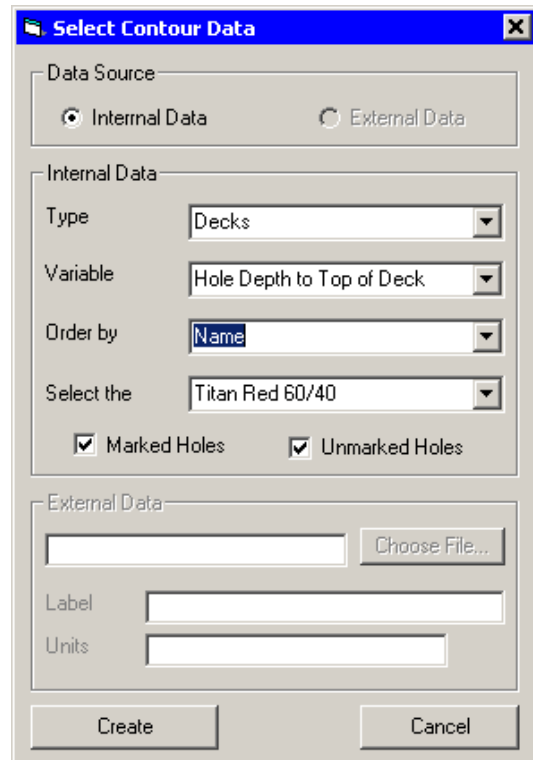 Select Contour Data
Data Source
Internal Data External Data
Internal Data
Type Decks
Variable Hole Depth to Top of Deck
Order by Name
Select the Titan Red 60/40
Marked Holes Unmarked Holes
External Data
Choose File...
Label
Units
Create Cancel